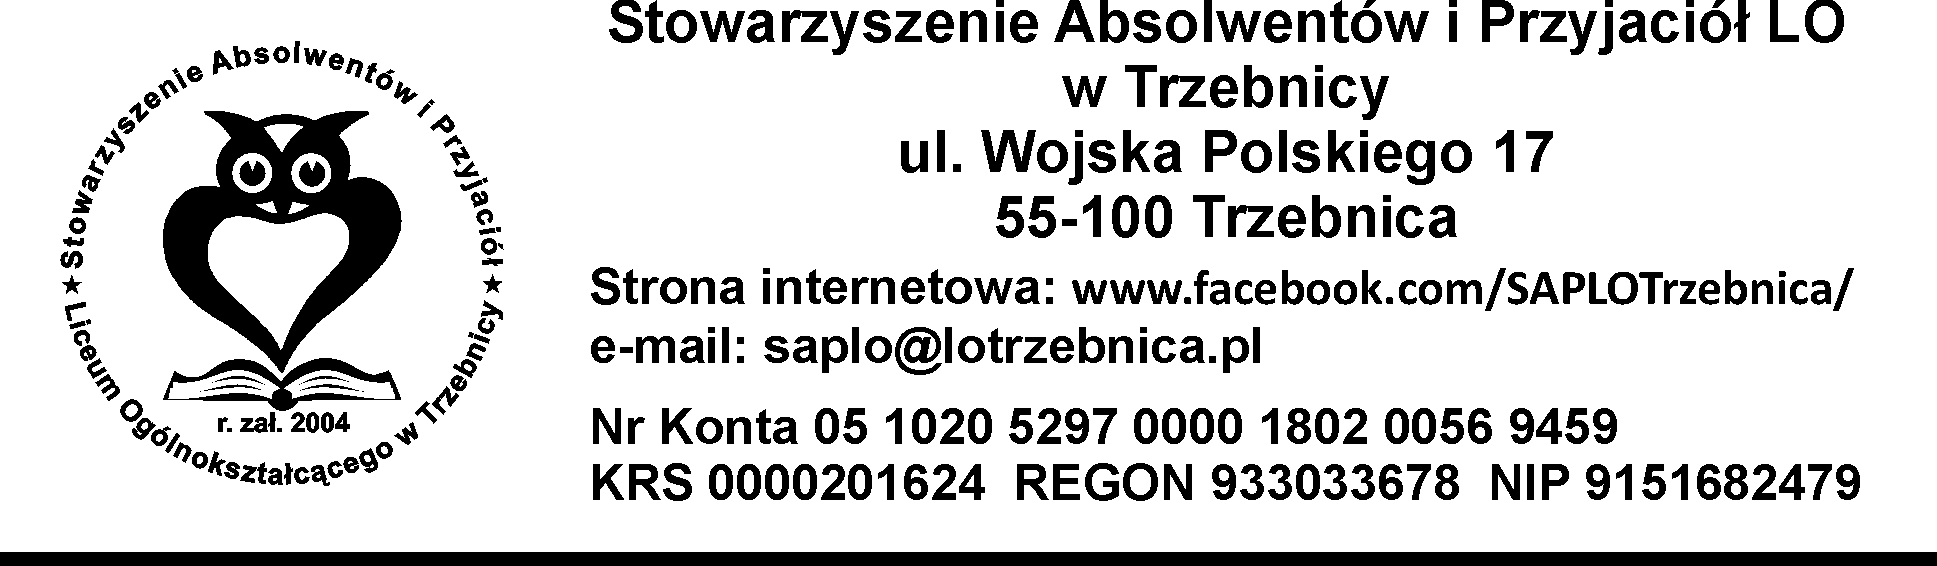 Stowarzyszenie Absolwentów i Przyjaciół
★ Liceum Ogólnokształcącego w Trzebnicy ★
r. zał. 2004
Stowarzyszenie Absolwentów i Przyjaciół LO
w Trzebnicy
ul. Wojska Polskiego 17
55-100 Trzebnica
Strona internetowa: www.facebook.com/SAPLOTrzebnica/
e-mail: saplo@lotrzebnica.pl
Nr Konta 05 1020 5297 0000 1802 0056 9459
KRS 0000201624 REGON 933033678 NIP 9151682479